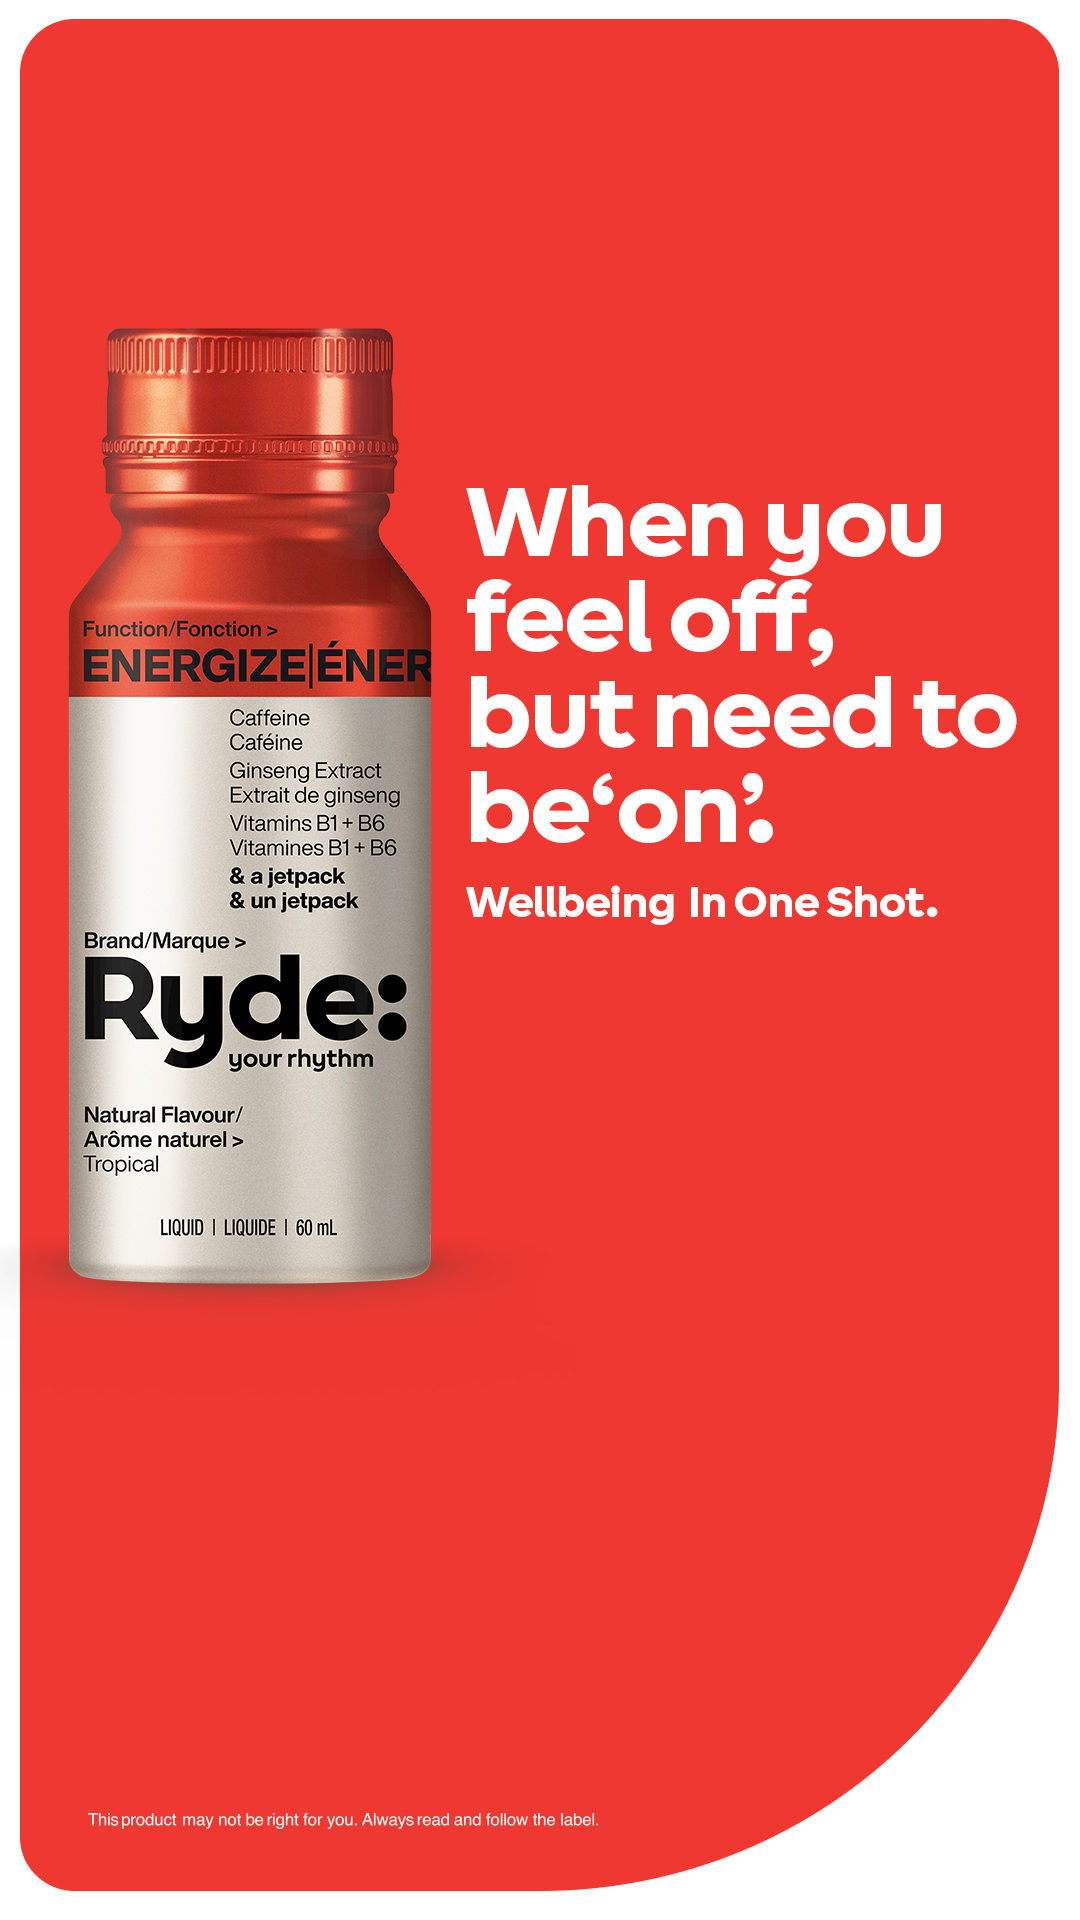 Function/Fonction >
ENERGIZE|ÉNER
Caffeine
Caféine
Ginseng Extract
Extrait de ginseng
Vitamins B1 + B6
Vitamines B1 + B6
& a jetpack
& un jetpack
Brand/Marque >
Ryde:
your rhythm
Natural Flavour/
Arôme naturel >
Tropical
LIQUID | LIQUIDE | 60 mL
When you
feel off,
but need to
be ‘on’.
Wellbeing In One Shot.
This product may not be right for you. Always read and follow the label.